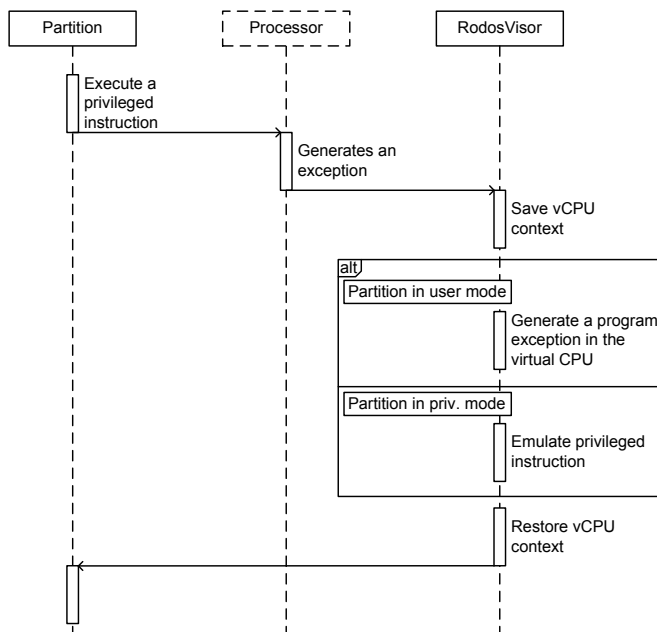 Partition
Processor
RodosVisor
Execute a
privileged
instruction
Generates an
exception
Save vCPU
context
alt
Partition in user mode
Generate a program
exception in the
virtual CPU
Partition in priv. mode
Emulate privileged
instruction
Restore vCPU
context